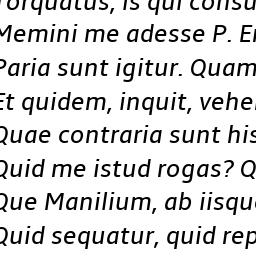 Torquatus, is qui consu
Memini me adesse P. E
Paria sunt igitur. Quam
Et quidem, inquit, vehe
Quae contraria sunt his
Quid me istud rogas? Q
Que Manilium, ab iisqu
Quid sequatur, quid rep